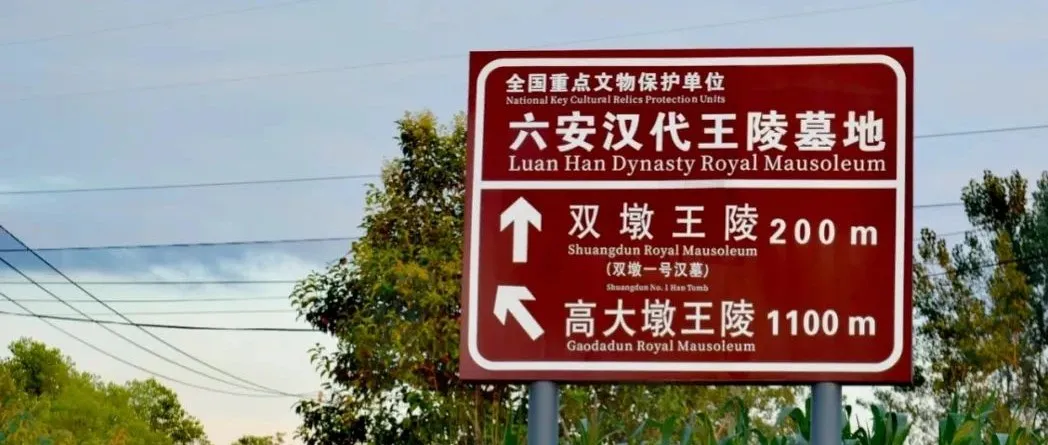 全国重点文物保护单位
National Key Cultural Relics Protection Units
六安汉代王陵墓地
Luan Han Dynasty Royal Mausoleum
双墩王陵 200 m
Shuangdun Royal Mausoleum
(双墩一号汉墓)
Shuangdun No. 1 Han Tomb
高大墩王陵 1100 m
Gaodadun Royal Mausoleum